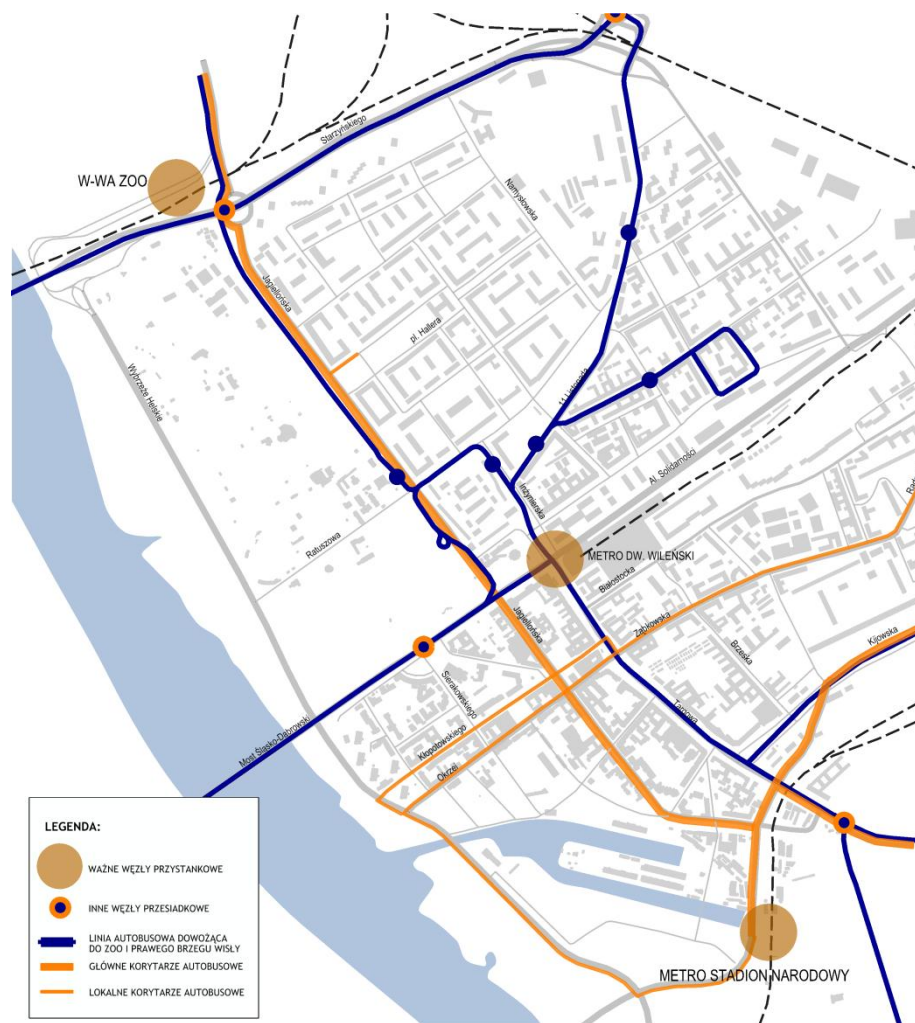 Starzyńskiego
W-WA ZOO
Namysłowska
Jagiellońska
pl. Hallera
Wybrzeże Helskie
11 Listopada
Al. Solidarności
Inżynierska
Ratuszowa
METRO DW. WILEŃSKI
Białostocka
Jagiellońska
Ząbkowska
Kijowska
Brzeska
Sierakowskiego
Targowa
Kłopotowskiego
Most Śląsko-Dąbrowski
Okrzei
METRO STADION NARODOWY
LEGENDA:
WAŻNE WĘZŁY PRZYSTANKOWE
INNE WĘZŁY PRZESIADKOWE
LINIA AUTOBUSOWA DOWOŻĄCA
DO ZOO I PRAWEGO BRZEGU WISŁY
GŁÓWNE KORYTARZE AUTOBUSOWE
LOKALNE KORYTARZE AUTOBUSOWE